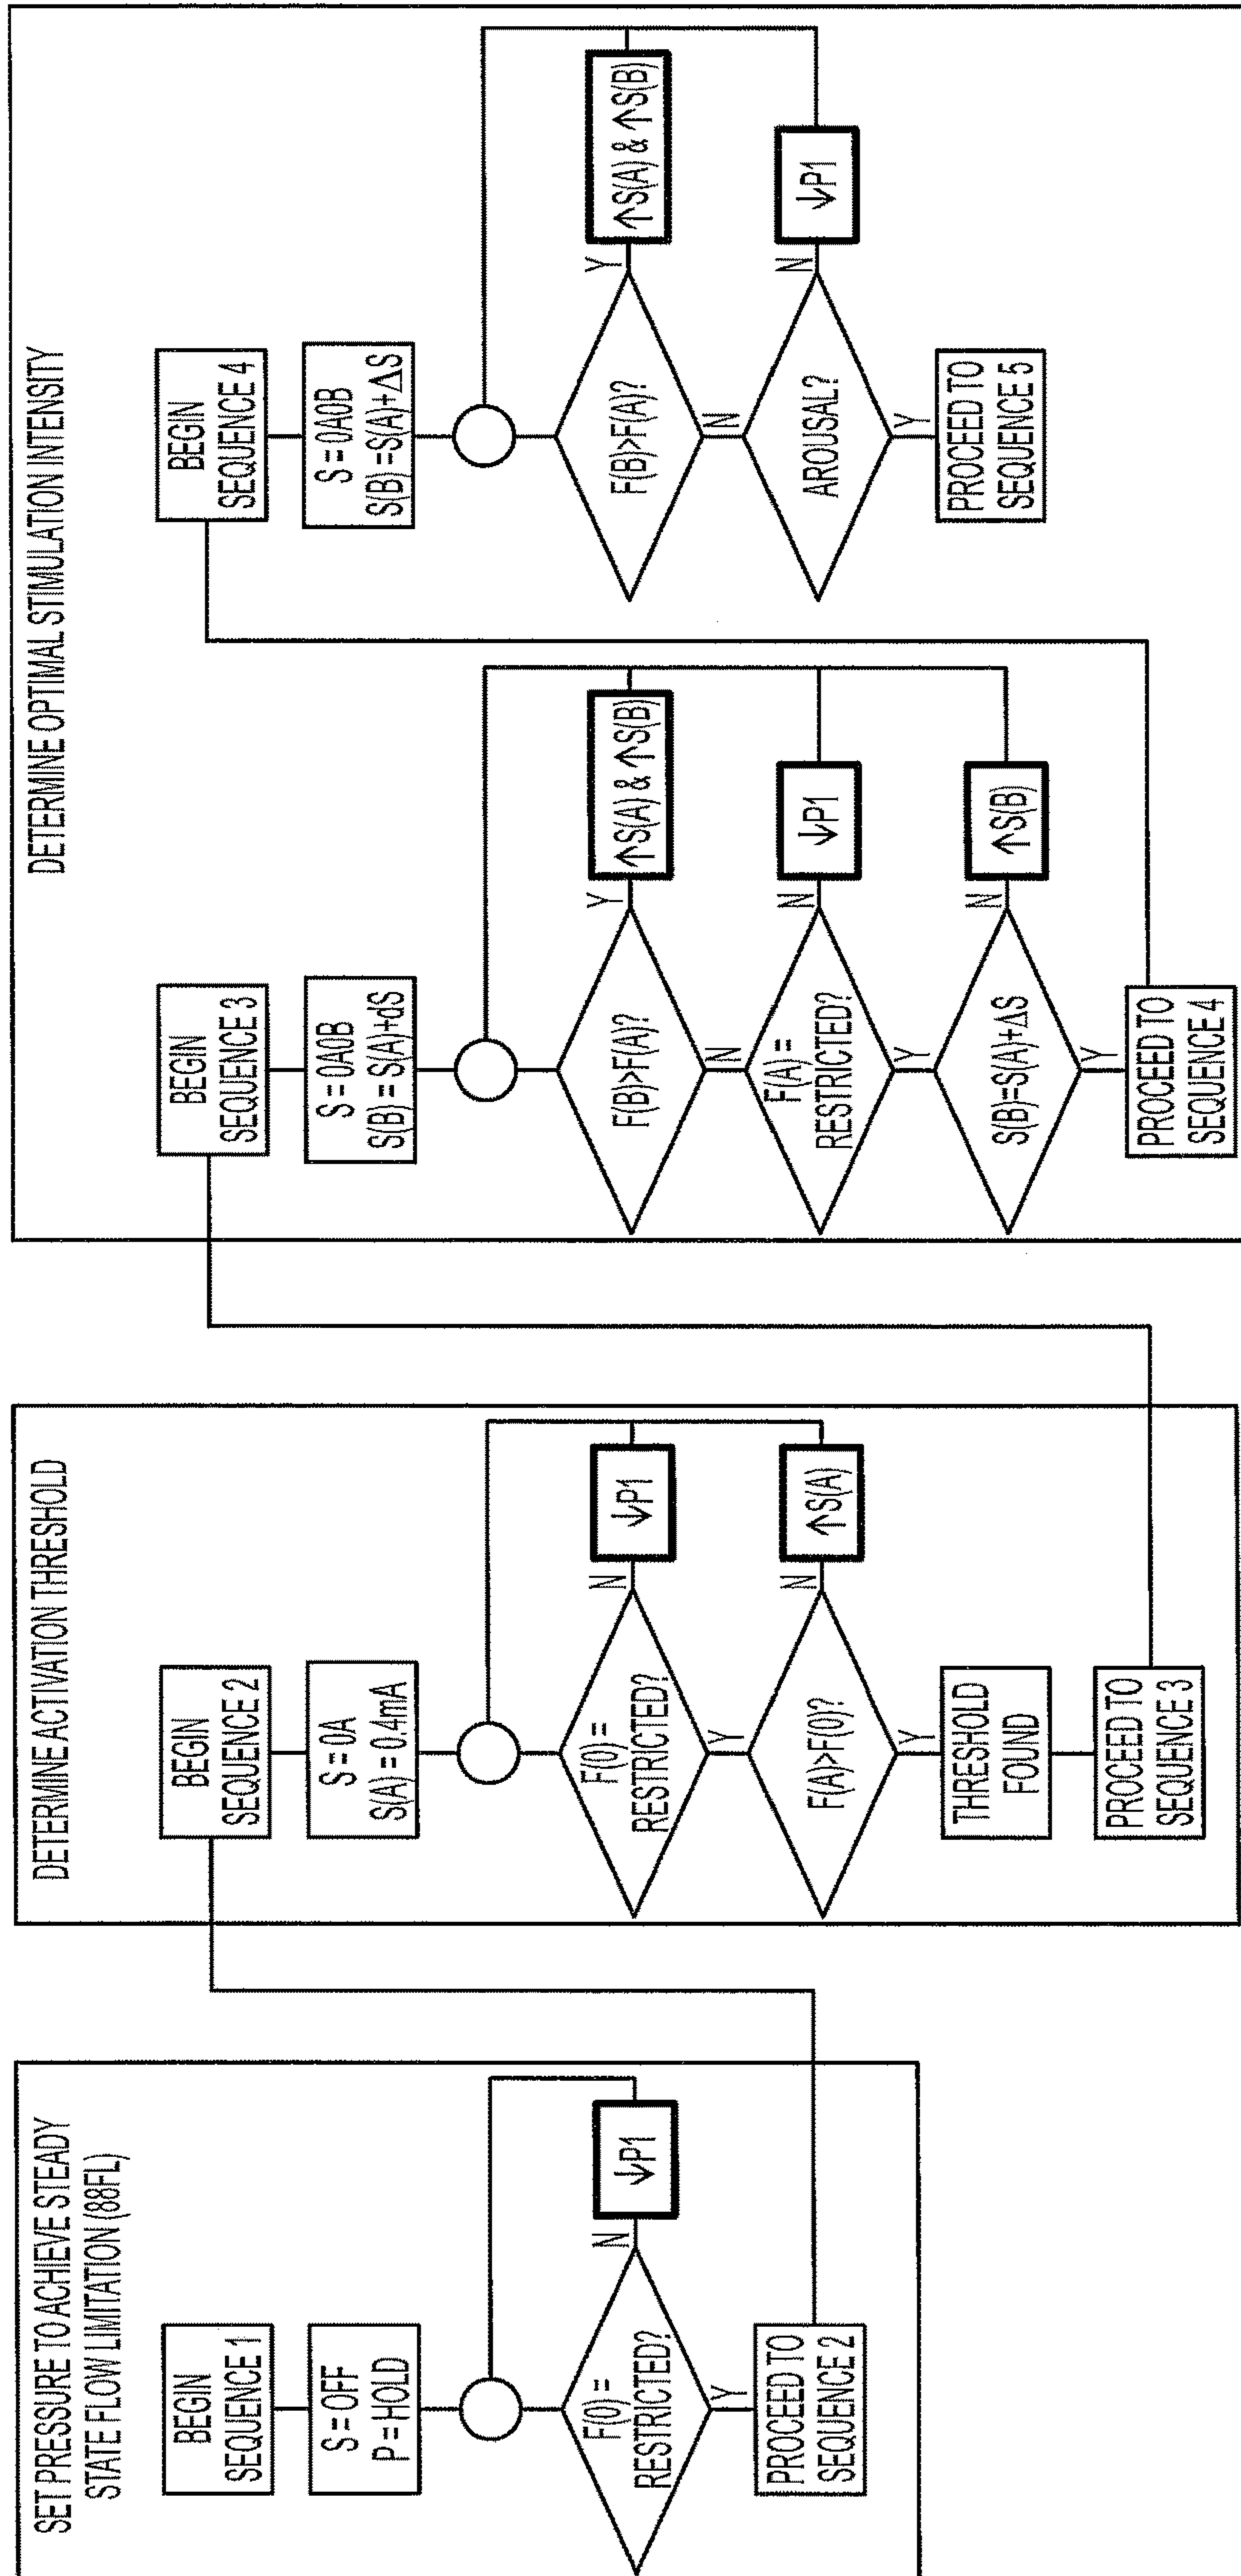 SET PRESSURE TO ACHIEVE STEADY
STATE FLOW LIMITATION (88FL)
BEGIN
SEQUENCE 1
S = OFF
P = HOLD
F(0) =
RESTRICTED?
N
↓P1
Y
PROCEED TO
SEQUENCE 2
DETERMINE ACTIVATION THRESHOLD
BEGIN
SEQUENCE 2
S = 0A
S(A) = 0.4mA
F(0) =
RESTRICTED?
N
↓P1
Y
F(A)>F(0)?
N
↑S(A)
Y
THRESHOLD
FOUND
PROCEED TO
SEQUENCE 3
DETERMINE OPTIMAL STIMULATION INTENSITY
BEGIN
SEQUENCE 3
S = 0A0B
S(B) = S(A)+dS
F(B)>F(A)?
Y
↑S(A) & ↑S(B)
N
F(A) =
RESTRICTED?
N
↓P1
Y
S(B)=S(A)+ΔS
N
↑S(B)
Y
PROCEED TO
SEQUENCE 4
BEGIN
SEQUENCE 4
S = 0A0B
S(B) =S(A)+ΔS
F(B)>F(A)?
Y
↑S(A) & ↑S(B)
N
AROUSAL?
N
↓P1
Y
PROCEED TO
SEQUENCE 5